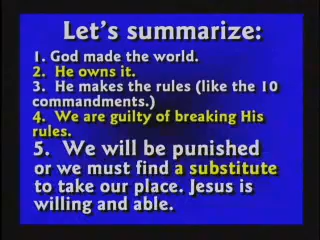 Let's summarize:
1. God made the world.
2. He owns it.
3. He makes the rules (like the 10
commandments.)
4. We are guilty of breaking His
rules.
5. We will be punished
or we must find a substitute
to take our place. Jesus is
willing and able.